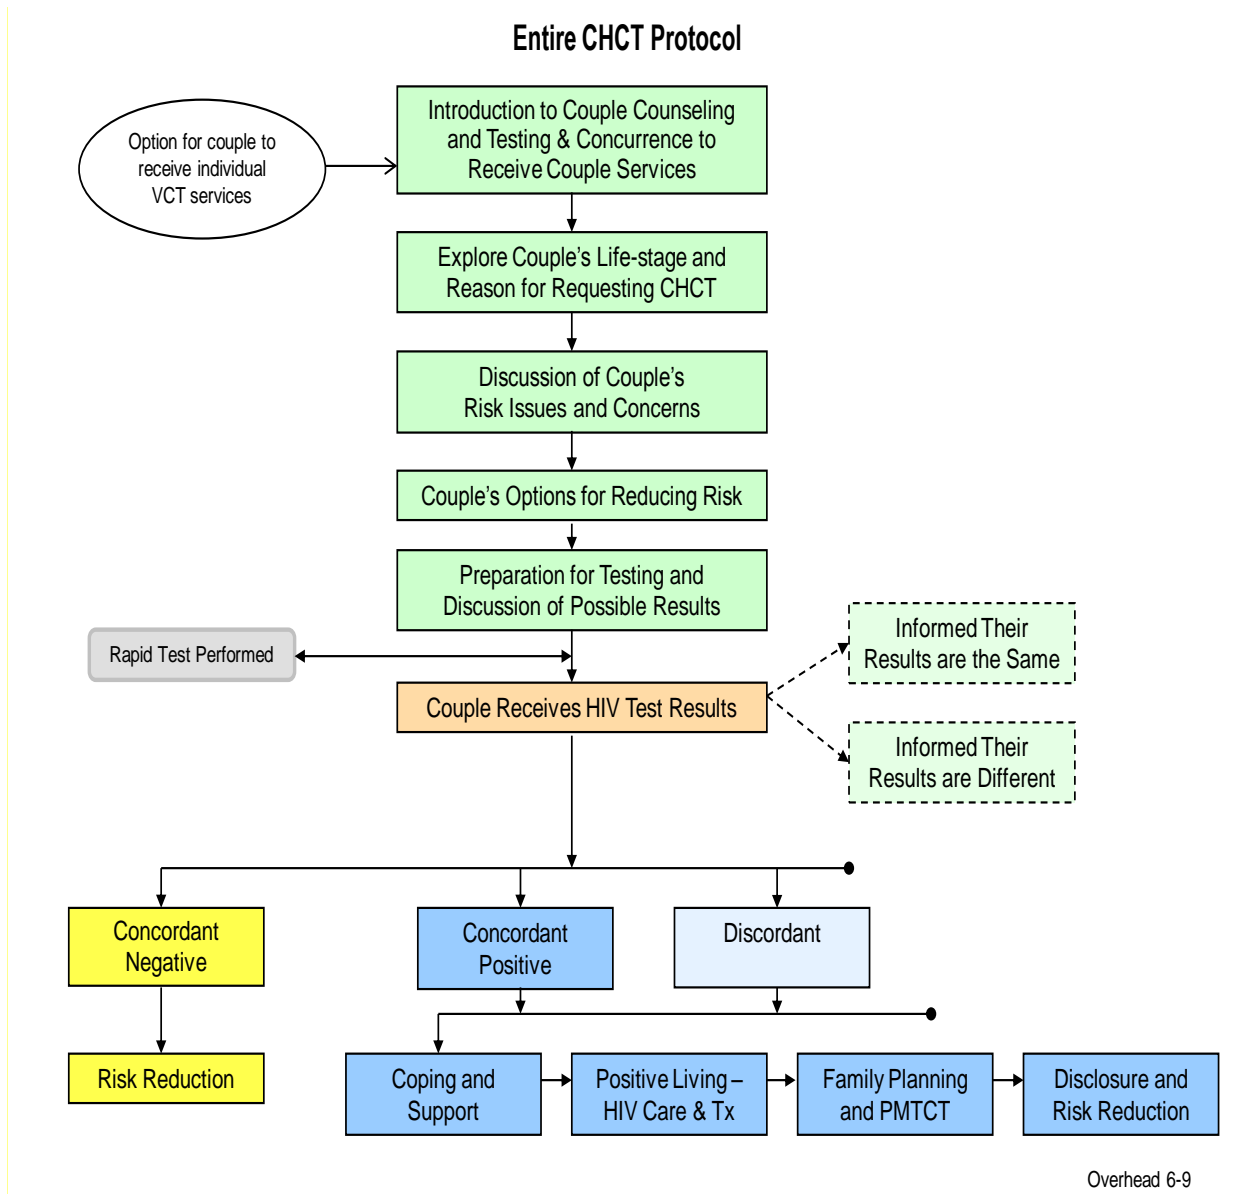 Entire CHCT Protocol
Option for couple to
receive individual
VCT services
Introduction to Couple Counseling
and Testing & Concurrence to
Receive Couple Services
Explore Couple's Life-stage and
Reason for Requesting CHCT
Discussion of Couple's
Risk Issues and Concerns
Couple's Options for Reducing Risk
Preparation for Testing and
Discussion of Possible Results
Rapid Test Performed
Informed Their
Results are the Same
Couple Receives HIV Test Results
Informed Their
Results are Different
Concordant
Negative
Concordant
Positive
Discordant
Risk Reduction
Coping and
Support
Positive Living –
HIV Care & Tx
Family Planning
and PMTCT
Disclosure and
Risk Reduction
Overhead 6-9